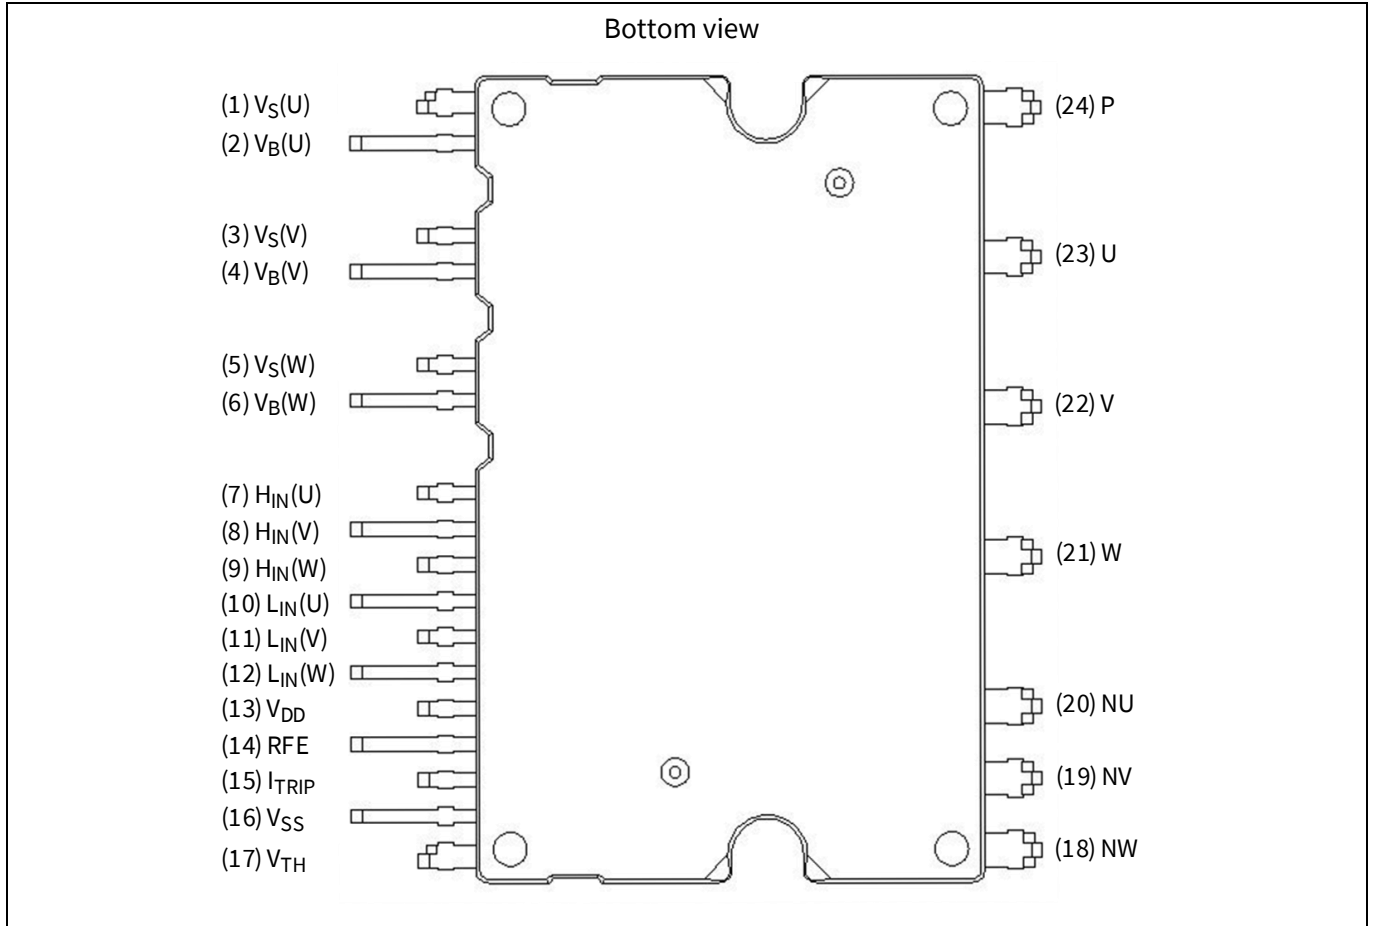 Bottom view
(1) VS(U)
(2) VB(U)
(3) VS(V)
(4) VB(V)
(5) VS(W)
(6) VB(W)
(7) HIN(U)
(8) HIN(V)
(9) HIN(W)
(10) LIN(U)
(11) LIN(V)
(12) LIN(W)
(13) VDD
(14) RFE
(15) ITRIP
(16) VSS
(17) VTH
(24) P
(23) U
(22) V
(21) W
(20) NU
(19) NV
(18) NW